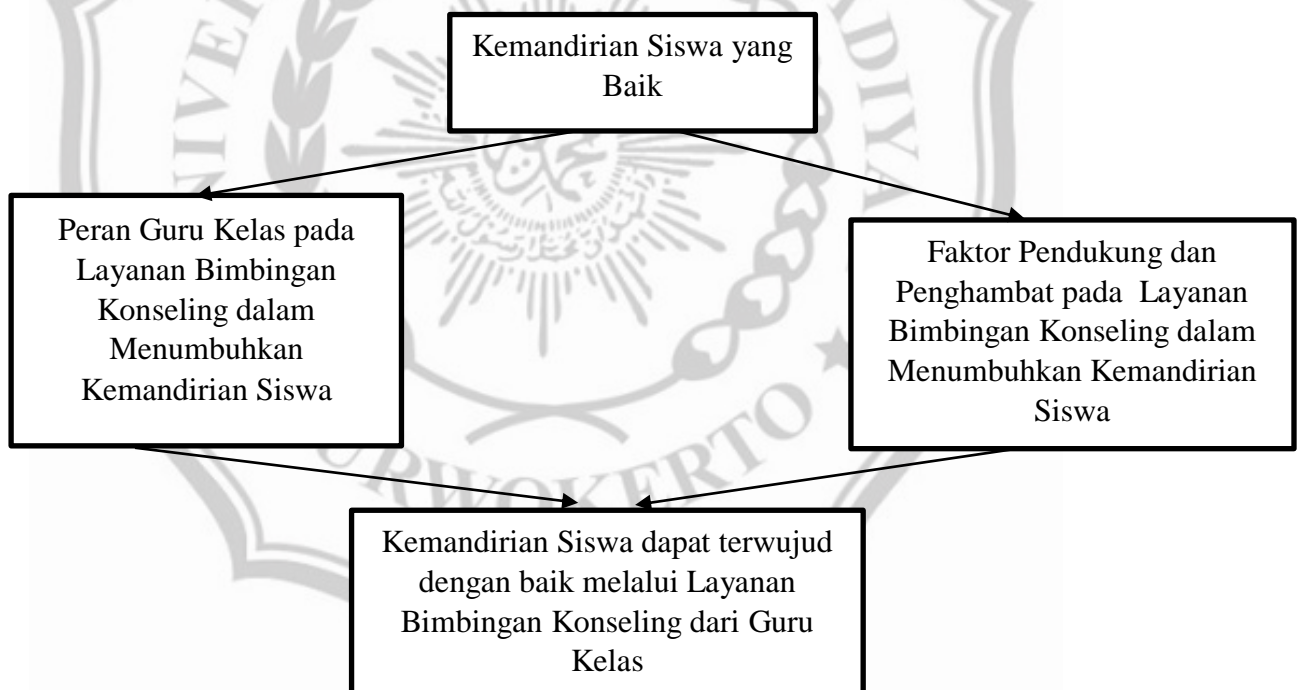 Kemandirian Siswa yang
Baik
Peran Guru Kelas pada
Layanan Bimbingan
Konseling dalam
Menumbuhkan
Kemandirian Siswa
Faktor Pendukung dan
Penghambat pada Layanan
Bimbingan Konseling dalam
Menumbuhkan Kemandirian
Siswa
Kemandirian Siswa dapat terwujud
dengan baik melalui Layanan
Bimbingan Konseling dari Guru
Kelas